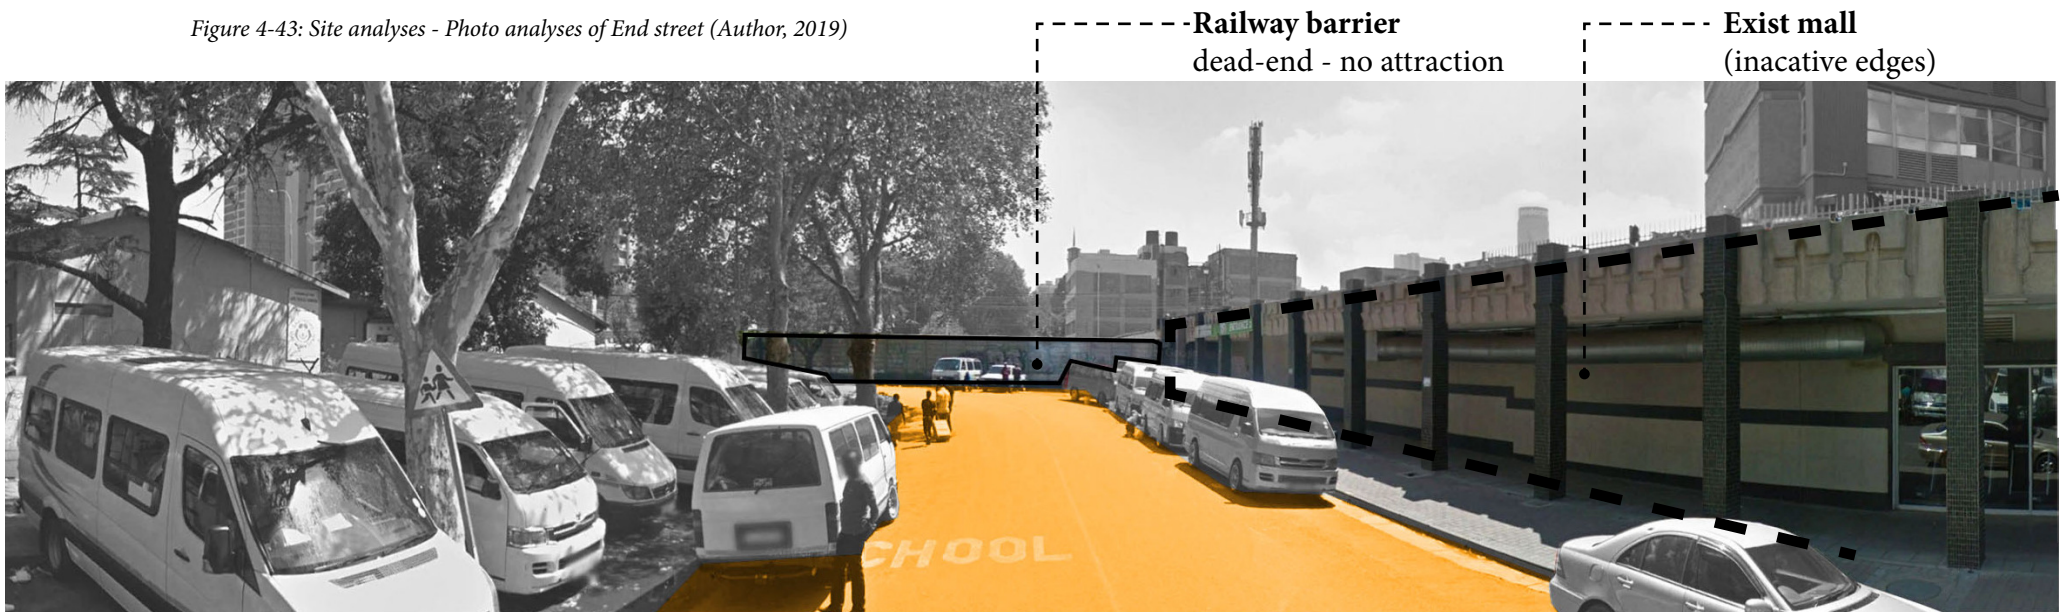 Figure 4-43: Site analyses - Photo analyses of End street (Author, 2019)
Railway barrier
dead-end - no attraction
Exist mall
(inacative edges)
CHOOL